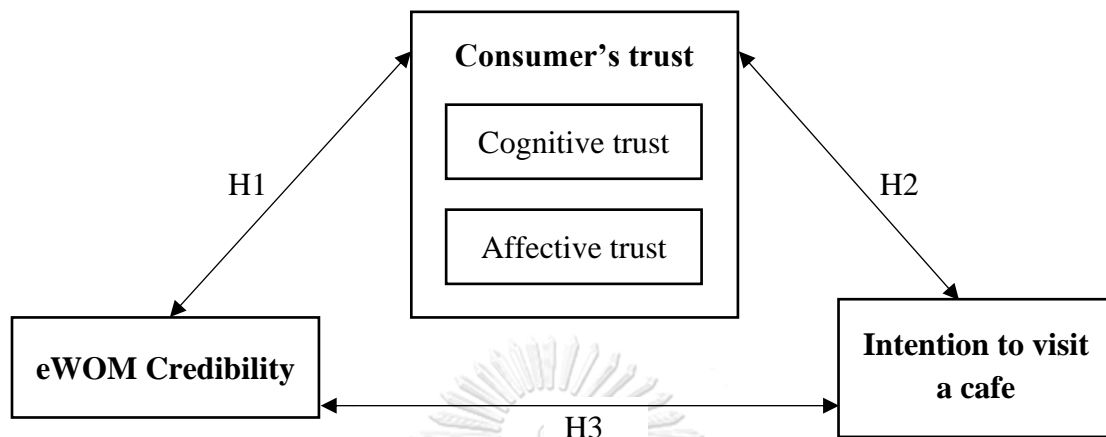 Consumer’s trust
Cognitive trust
H1
H2
Affective trust
eWOM Credibility
Intention to visit
a cafe
H3